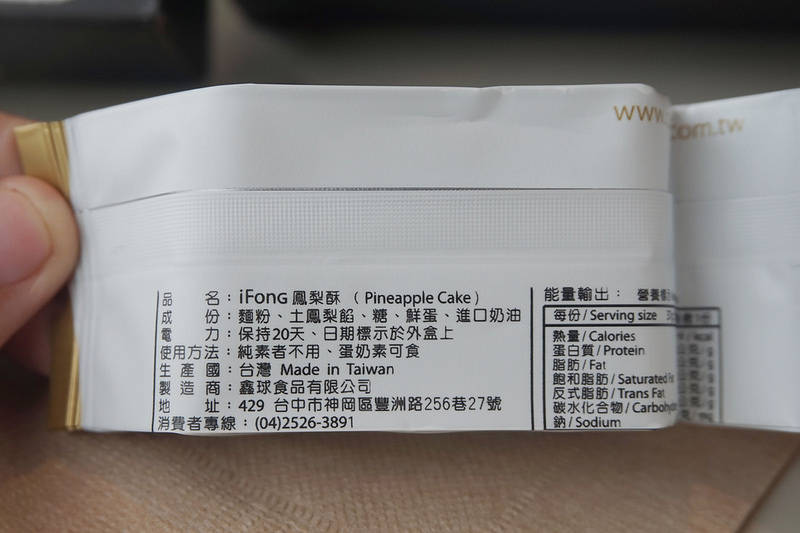 www
.com.tw
品名：iFong 鳳梨酥 ( Pineapple Cake )
成份：麵粉、土鳳梨餡、糖、鮮蛋、進口奶油
電力：保持20天、日期標示於外盒上
使用方法：純素者不用、蛋奶素可食
生產國：台灣 Made in Taiwan
製造商：鑫球食品有限公司
地址：429 台中市神岡區豐洲路256巷27號
消費者專線：(04)2526-3891
能量輸出： 營養標
每份/Serving size
熱量/Calories
蛋白質/Protein
脂肪/Fat
飽和脂肪/Saturated
反式脂肪/Trans Fat
碳水化合物/Carbohy
鈉/Sodium